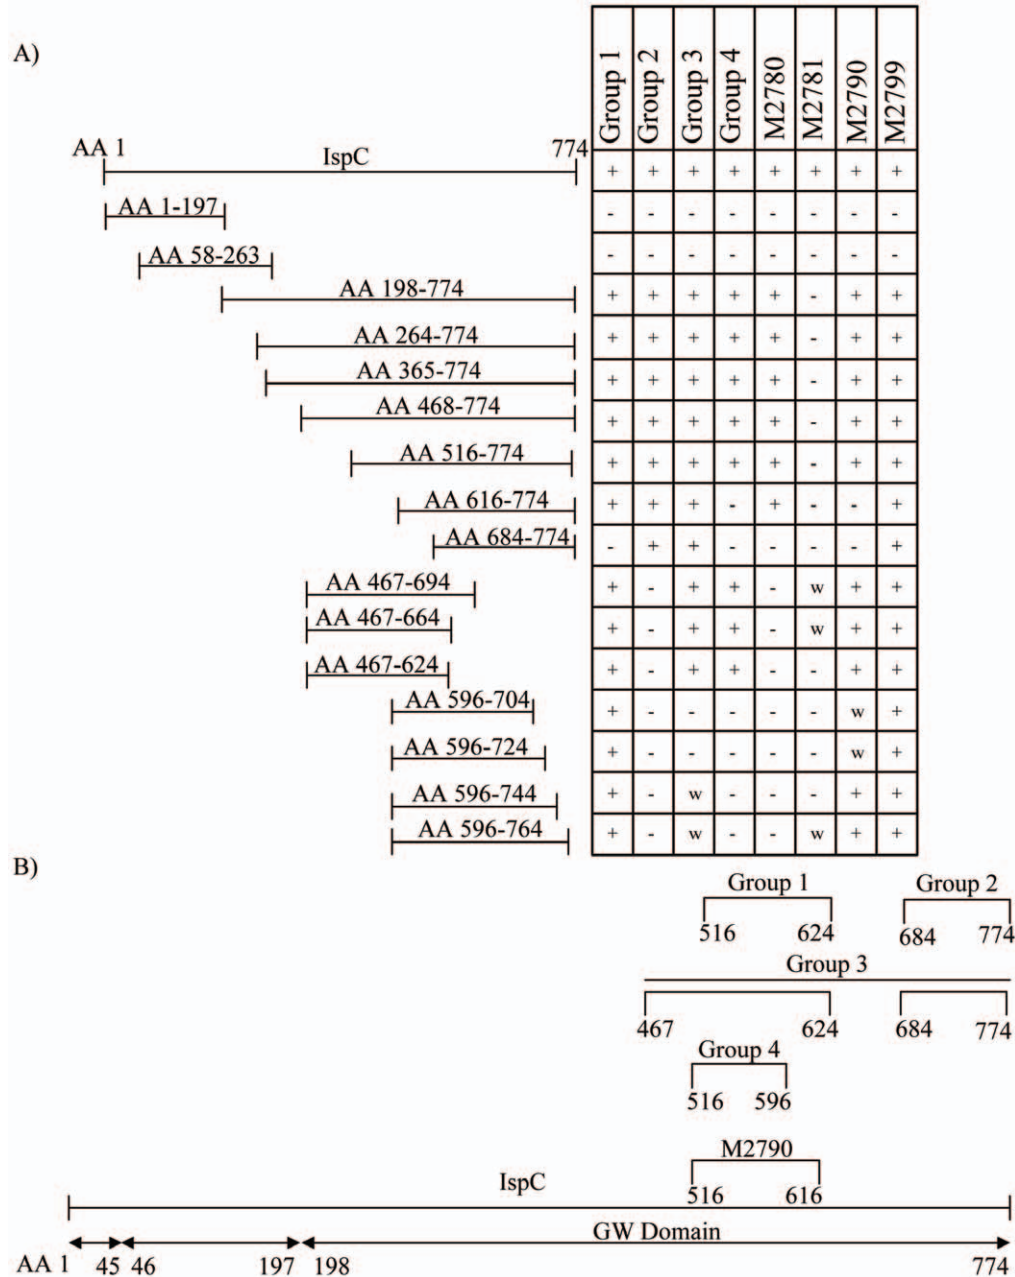 A)
Group 1 Group 2 Group 3 Group 4 M2780 M2781 M2790 M2799
AA 1 IspC 774 + + + + + + + +
AA 1-197 - - - - - - - -
AA 58-263 - - - - - - - -
AA 198-774 + + + + + - + +
AA 264-774 + + + + + - + +
AA 365-774 + + + + + - + +
AA 468-774 + + + + + - + +
AA 516-774 + + + + + - + +
AA 616-774 + + + - + - - +
AA 684-774 - + + - - - - +
AA 467-694 + - + + - w + +
AA 467-664 + - + + - w + +
AA 467-624 + - + + - - + +
AA 596-704 + - - - - - w +
AA 596-724 + - - - - - w +
AA 596-744 + - w - - - + +
AA 596-764 + - w - - w + +
B)
Group 1 Group 2
516 624 684 774
Group 3
467 624 684 774
Group 4
516 596
M2790
516 616
IspC
GW Domain
AA 1 45 46 197 198 774